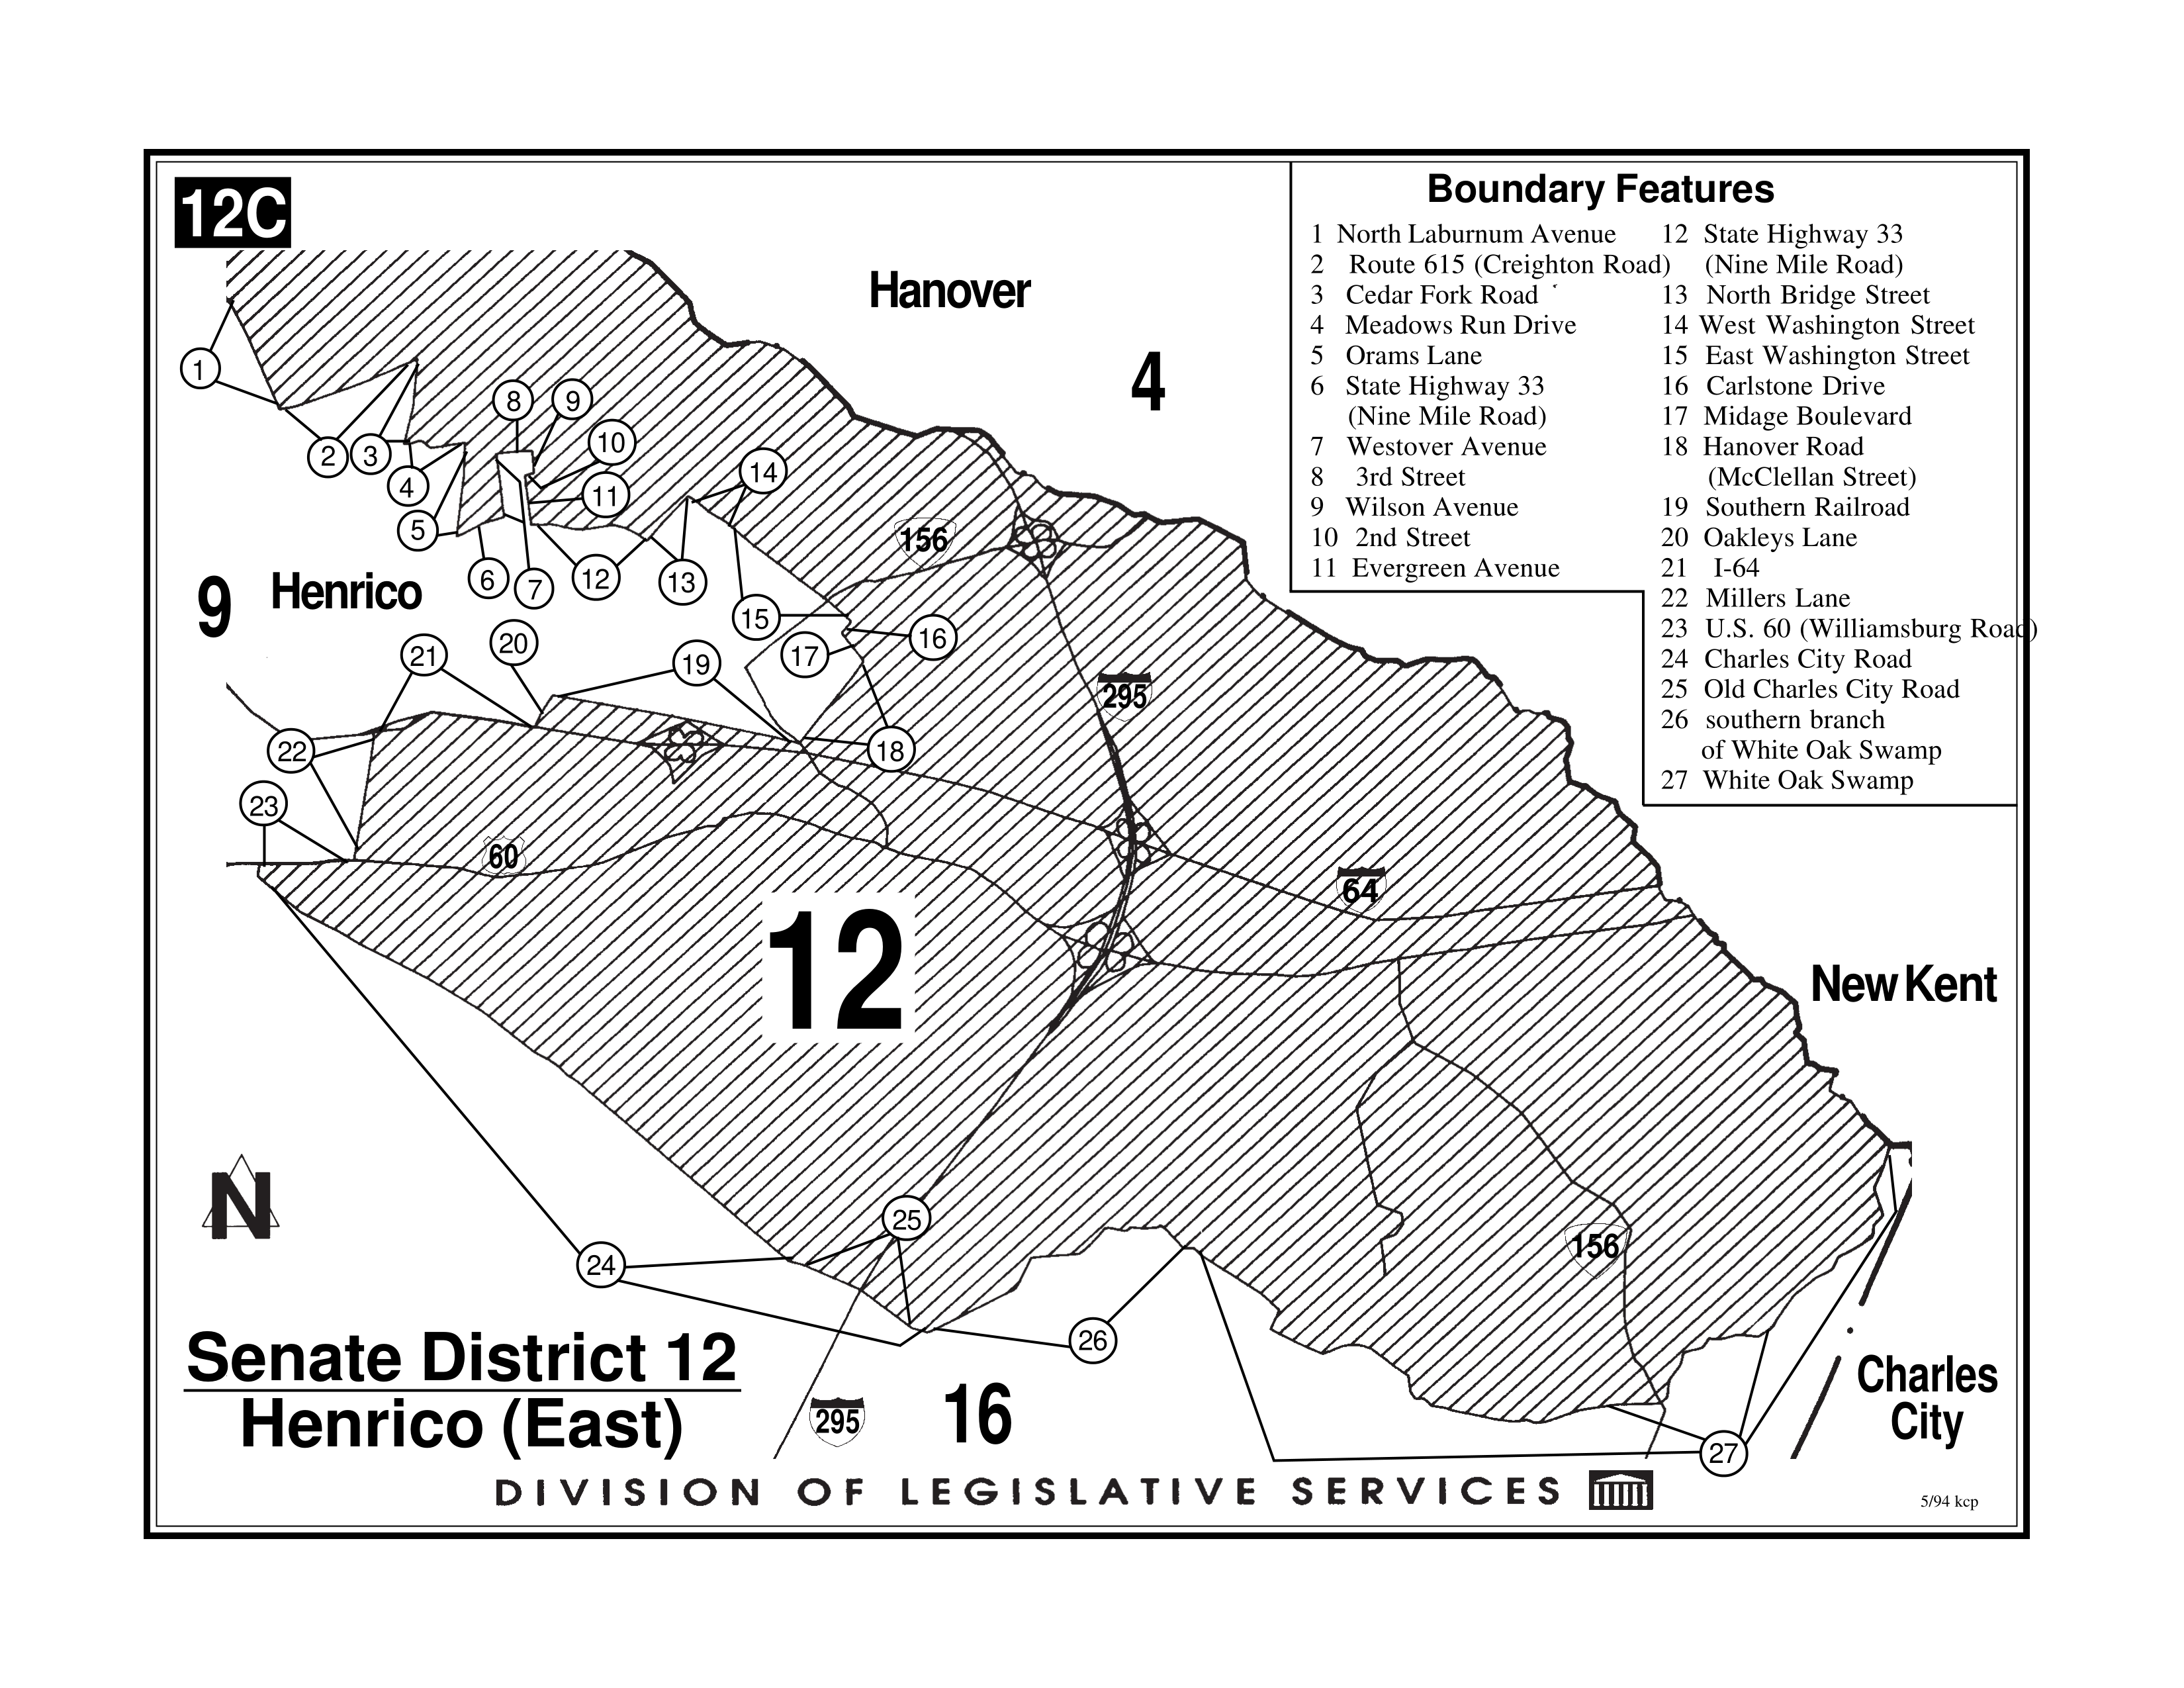 12C
Boundary Features
1 North Laburnum Avenue
2 Route 615 (Creighton Road)
3 Cedar Fork Road
4 Meadows Run Drive
5 Orams Lane
6 State Highway 33
(Nine Mile Road)
7 Westover Avenue
8 3rd Street
9 Wilson Avenue
10 2nd Street
11 Evergreen Avenue
12 State Highway 33
(Nine Mile Road)
13 North Bridge Street
14 West Washington Street
15 East Washington Street
16 Carlstone Drive
17 Midage Boulevard
18 Hanover Road
(McClellan Street)
19 Southern Railroad
20 Oakleys Lane
21 I-64
22 Millers Lane
23 U.S. 60 (Williamsburg Road)
24 Charles City Road
25 Old Charles City Road
26 southern branch
of White Oak Swamp
27 White Oak Swamp
Hanover
4
1
2
3
4
5
6
7
8
9
10
11
12
13
14
156
9 Henrico
15
16
17
18
19
20
21
22
23
295
60
64
12
New Kent
N
24
25
26
27
156
295
16
Charles
City
Senate District 12
Henrico (East)
DIVISION OF LEGISLATIVE SERVICES
5/94 kcp